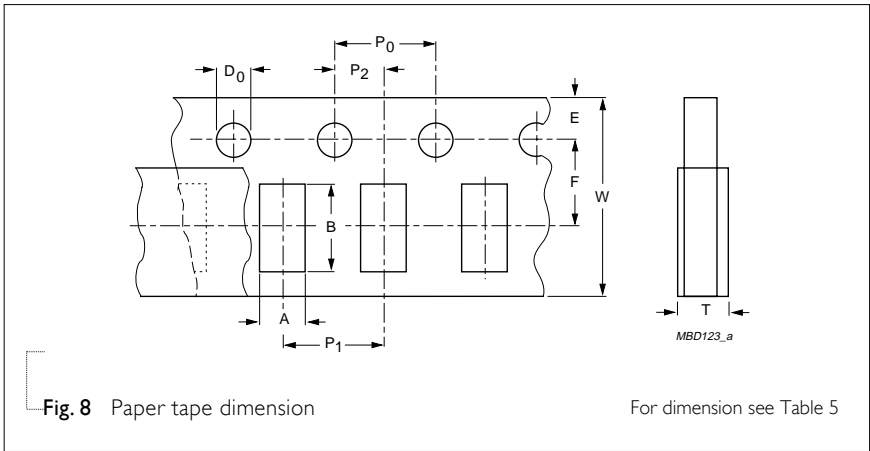 P0
D0
P2
E
F
W
B
A
P1
T
MBD123_a
Fig. 8 Paper tape dimension
For dimension see Table 5